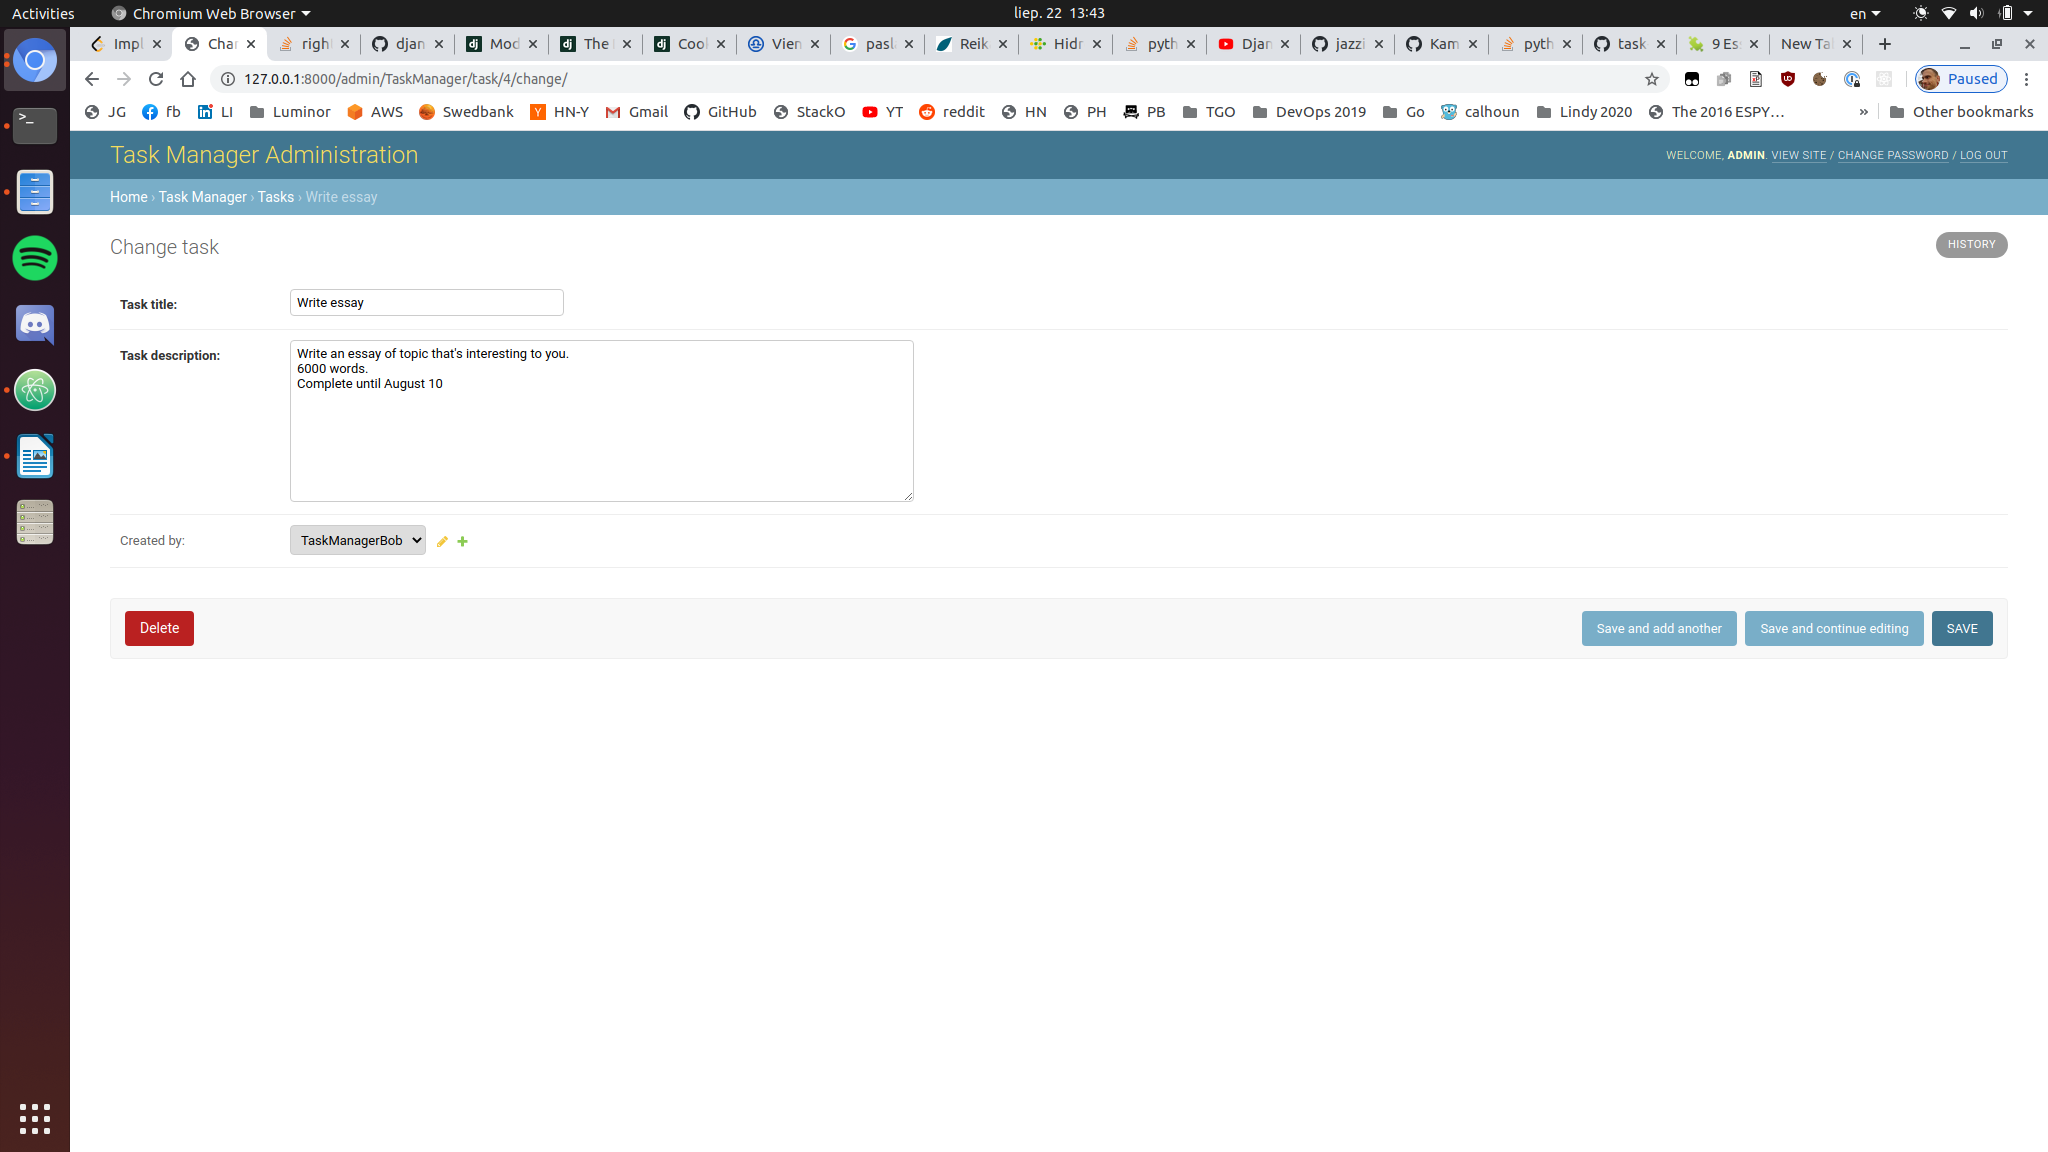 Activities Chromium Web Browser liep. 22 13:43 en
Impl Chan right djan Mod The Cool Vien pasla Reik Hidr pyth Djan jazzi Kam pyth task 9 Ess New Tab
127.0.0.1:8000/admin/TaskManager/task/4/change/ Paused
JG fb LI Luminor AWS Swedbank HN-Y Gmail GitHub StackO YT reddit HN PH PB TGO DevOps 2019 Go calhoun Lindy 2020 The 2016 ESPY… » Other bookmarks
Task Manager Administration WELCOME, ADMIN. VIEW SITE / CHANGE PASSWORD / LOG OUT
Home › Task Manager › Tasks › Write essay
Change task HISTORY
Task title: Write essay
Task description: Write an essay of topic that's interesting to you.
6000 words.
Complete until August 10
Created by: TaskManagerBob
Delete Save and add another Save and continue editing SAVE